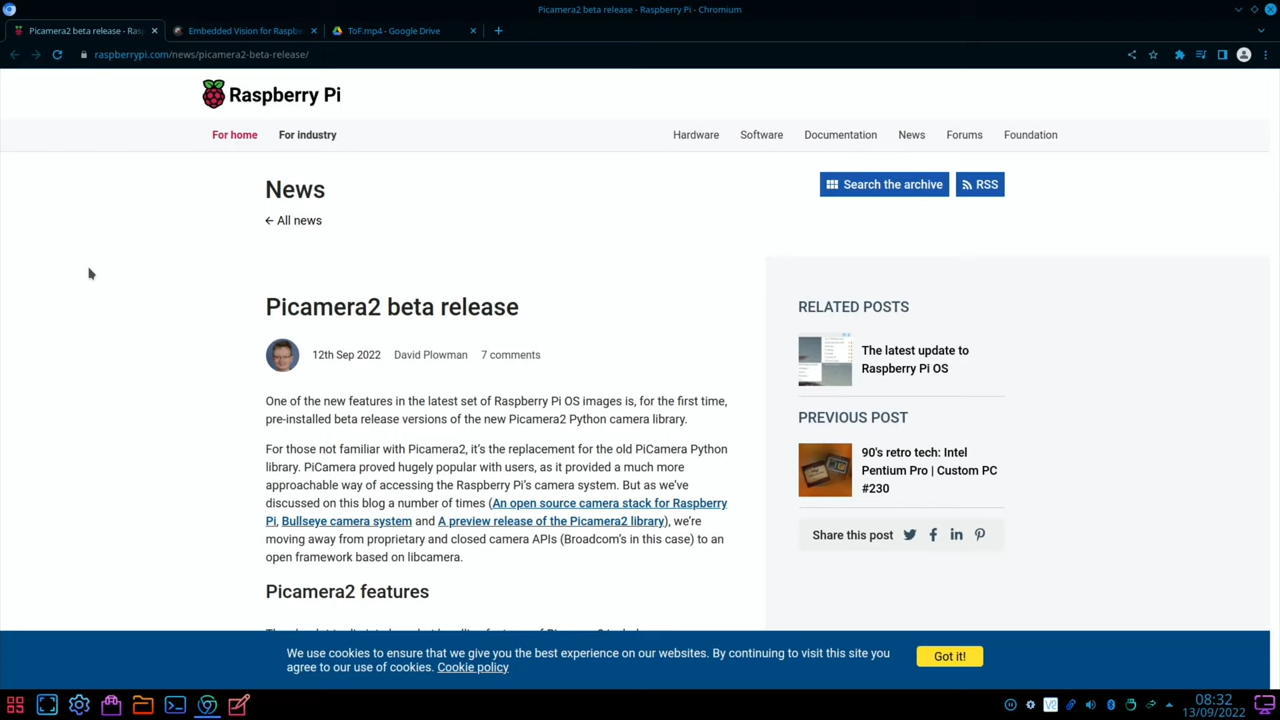 Picamera2 beta release - Raspberry Pi - Chromium
Picamera2 beta release - Ras
Embedded Vision for Raspbe
ToF.mp4 - Google Drive
raspberrypi.com/news/picamera2-beta-release/
Raspberry Pi
For home For industry Hardware Software Documentation News Forums Foundation
News
Search the archive RSS
← All news
Picamera2 beta release
12th Sep 2022 David Plowman 7 comments
One of the new features in the latest set of Raspberry Pi OS images is, for the first time,
pre-installed beta release versions of the new Picamera2 Python camera library.
For those not familiar with Picamera2, it's the replacement for the old PiCamera Python
library. PiCamera proved hugely popular with users, as it provided a much more
approachable way of accessing the Raspberry Pi's camera system. But as we've
discussed on this blog a number of times (An open source camera stack for Raspberry
Pi, Bullseye camera system and A preview release of the Picamera2 library), we're
moving away from proprietary and closed camera APIs (Broadcom's in this case) to an
open framework based on libcamera.
Picamera2 features
RELATED POSTS
The latest update to
Raspberry Pi OS
PREVIOUS POST
90's retro tech: Intel
Pentium Pro | Custom PC
#230
Share this post
We use cookies to ensure that we give you the best experience on our websites. By continuing to visit this site you
agree to our use of cookies. Cookie policy
Got it!
V2
08:32
13/09/2022